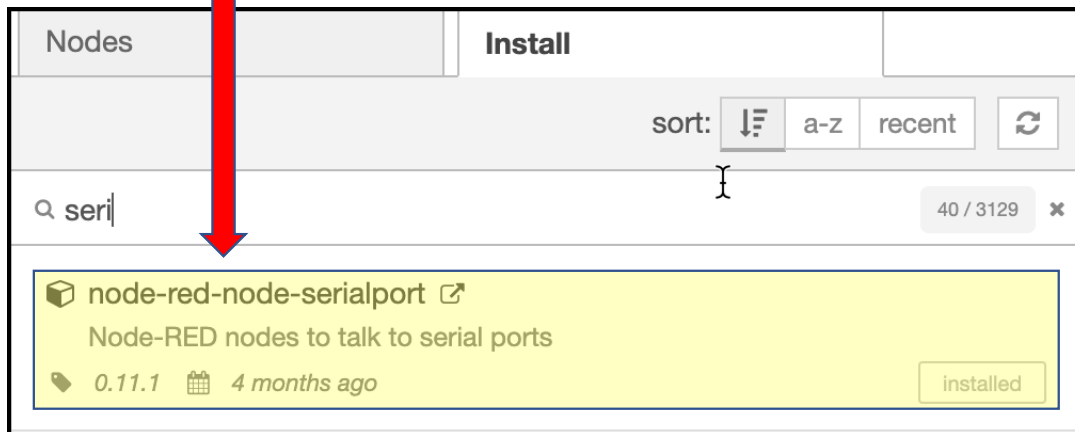 Nodes Install
sort: a-z recent
seri 40 / 3129
node-red-node-serialport
Node-RED nodes to talk to serial ports
0.11.1 4 months ago installed